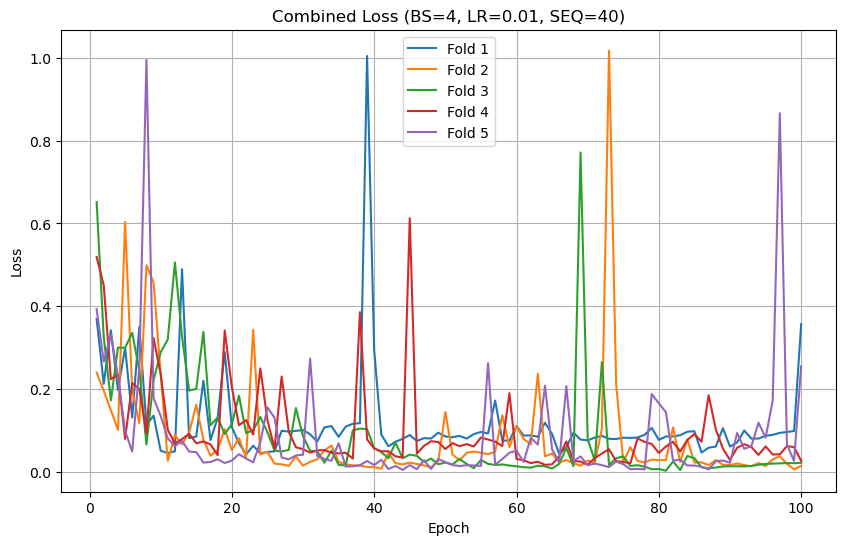 Combined Loss (BS=4, LR=0.01, SEQ=40)
Fold 1
Fold 2
Fold 3
Fold 4
Fold 5
Loss
1.0
0.8
0.6
0.4
0.2
0.0
0 20 40 60 80 100
Epoch